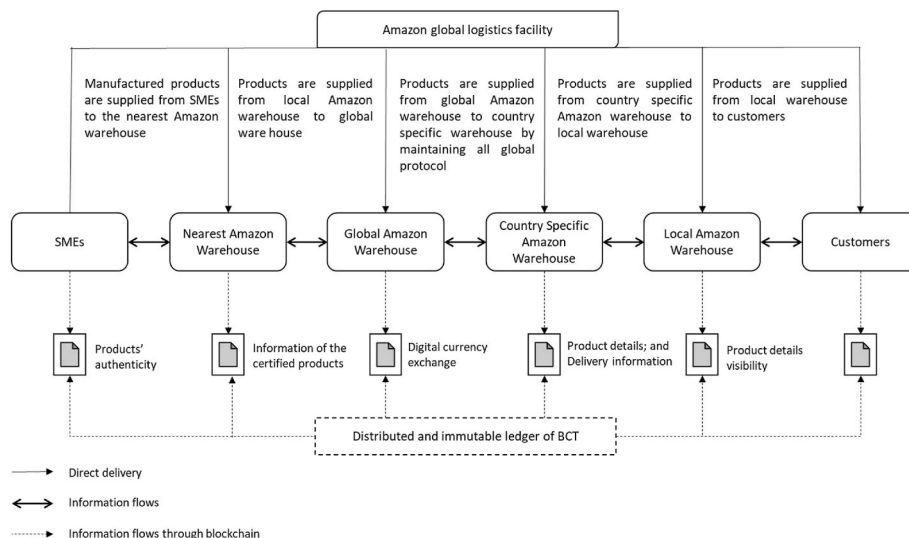 Amazon global logistics facility
Manufactured products
are supplied from SMEs
to the nearest Amazon
warehouse
Products are supplied
from local Amazon
warehouse to global
ware house
Products are supplied
from global Amazon
warehouse to country
specific warehouse by
maintaining all global
protocol
Products are supplied
from country specific
Amazon warehouse to
local warehouse
Products are supplied
from local warehouse
to customers
SMEs
Nearest Amazon
Warehouse
Global Amazon
Warehouse
Country Specific
Amazon
Warehouse
Local Amazon
Warehouse
Customers
Products’
authenticity
Information of the
certified products
Digital currency
exchange
Product details; and
Delivery information
Product details
visibility
Distributed and immutable ledger of BCT
Direct delivery
Information flows
Information flows through blockchain